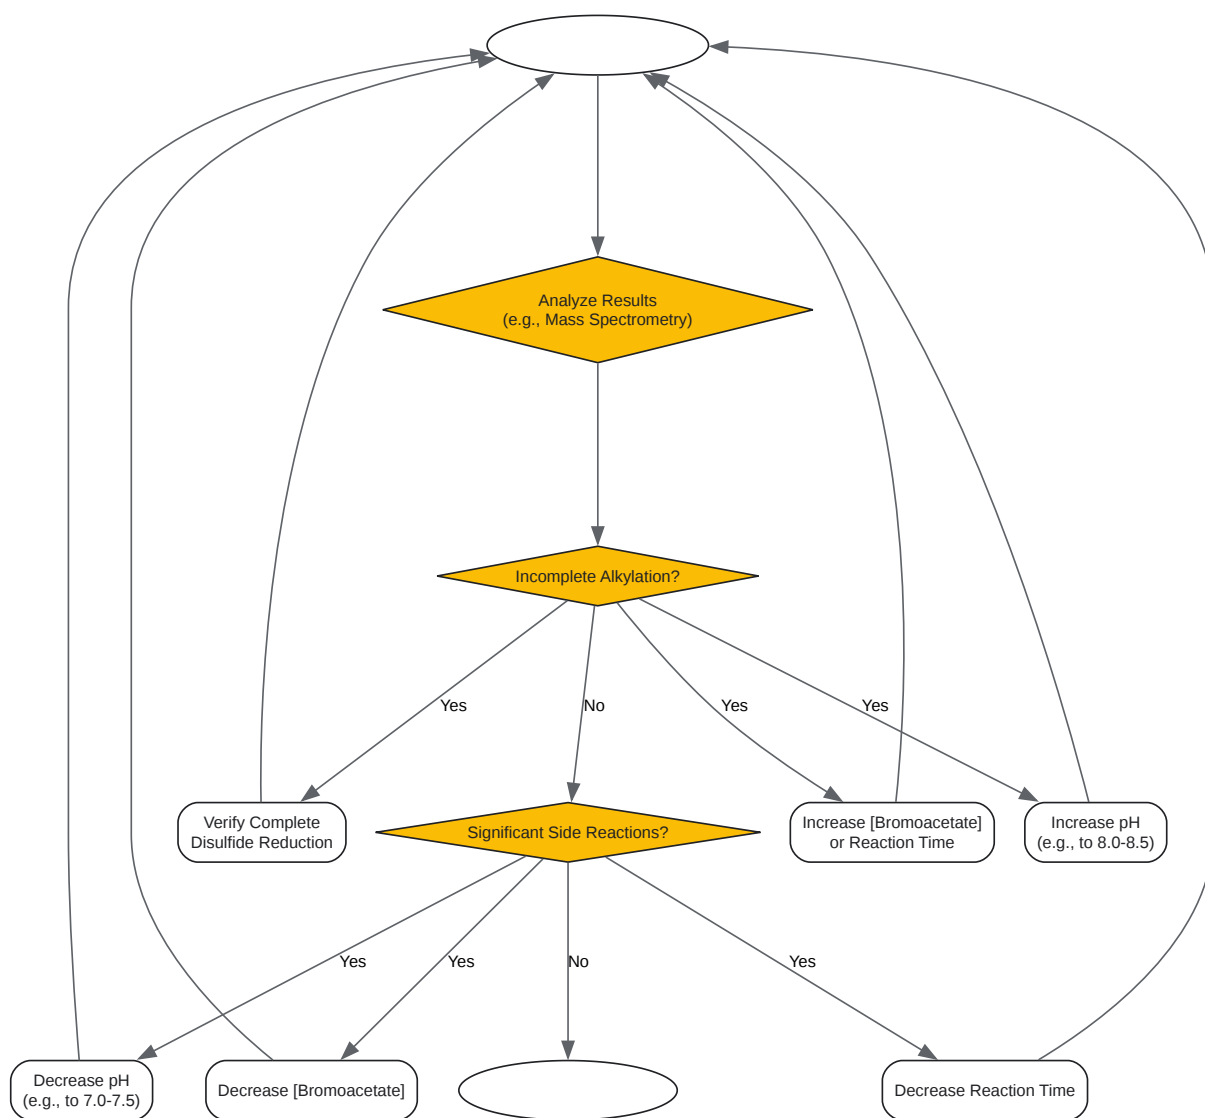 Analyze Results
(e.g., Mass Spectrometry)
Incomplete Alkylation?
Yes
No
Yes
Yes
Verify Complete
Disulfide Reduction
Significant Side Reactions?
Increase [Bromoacetate]
or Reaction Time
Increase pH
(e.g., to 8.0-8.5)
Yes
Yes
No
Yes
Decrease pH
(e.g., to 7.0-7.5)
Decrease [Bromoacetate]
Decrease Reaction Time